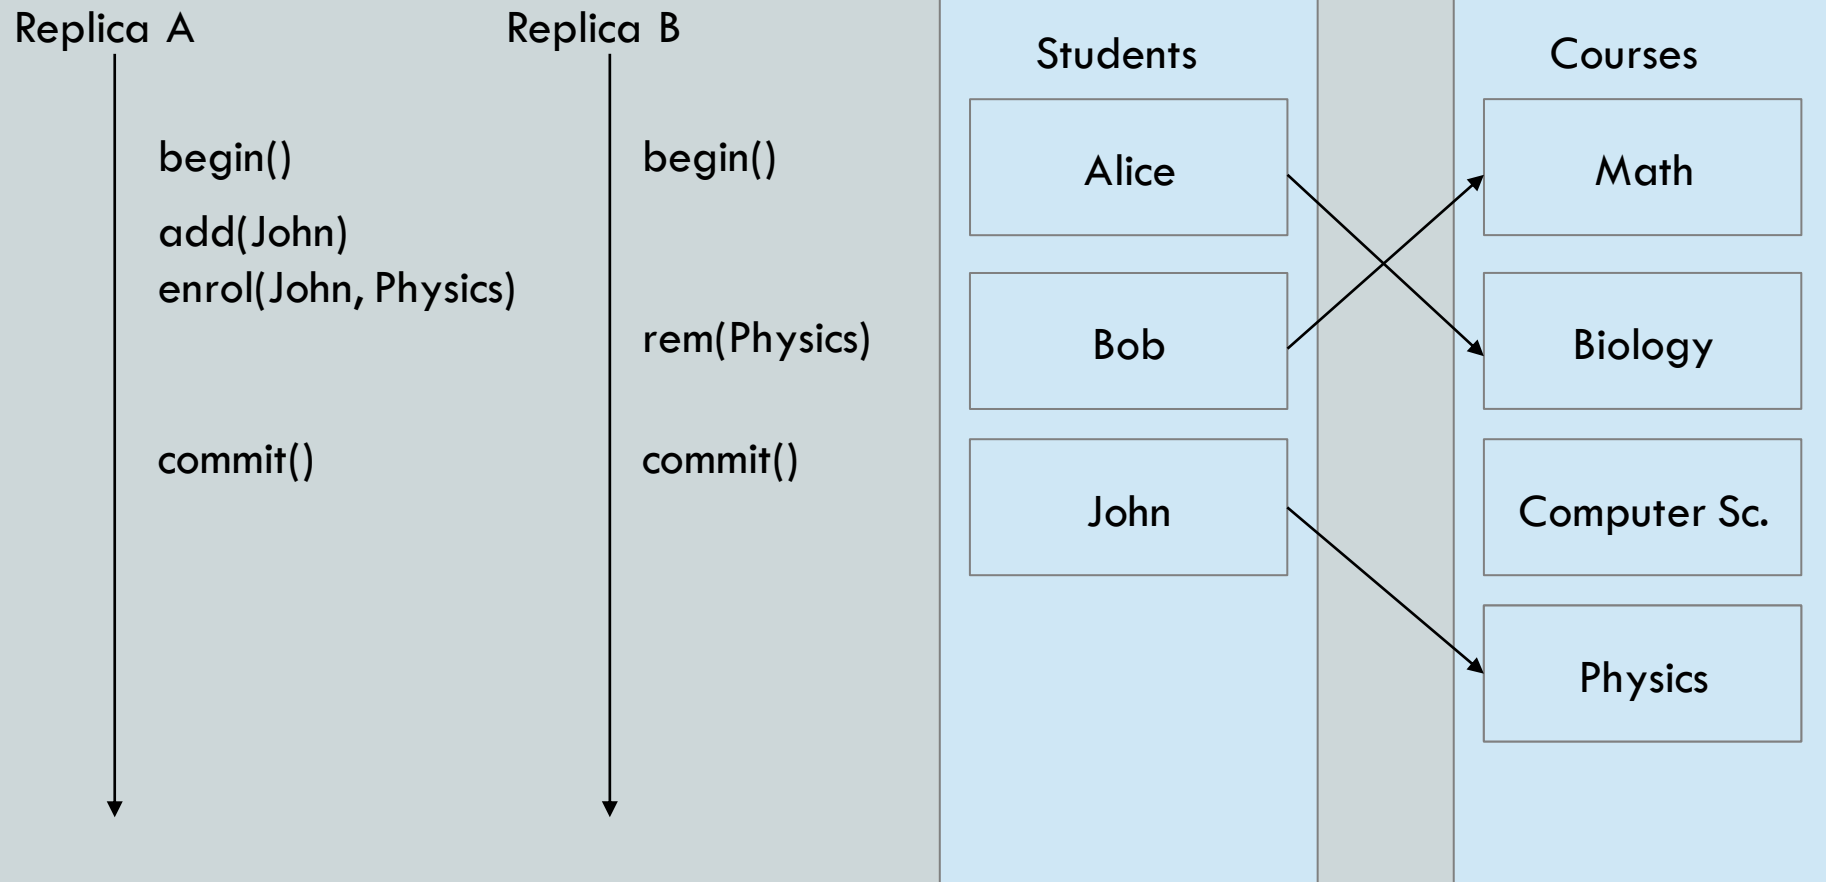 Replica A
begin()
add(John)
enrol(John, Physics)
commit()
Replica B
begin()
rem(Physics)
commit()
Students
Alice
Bob
John
Courses
Math
Biology
Computer Sc.
Physics